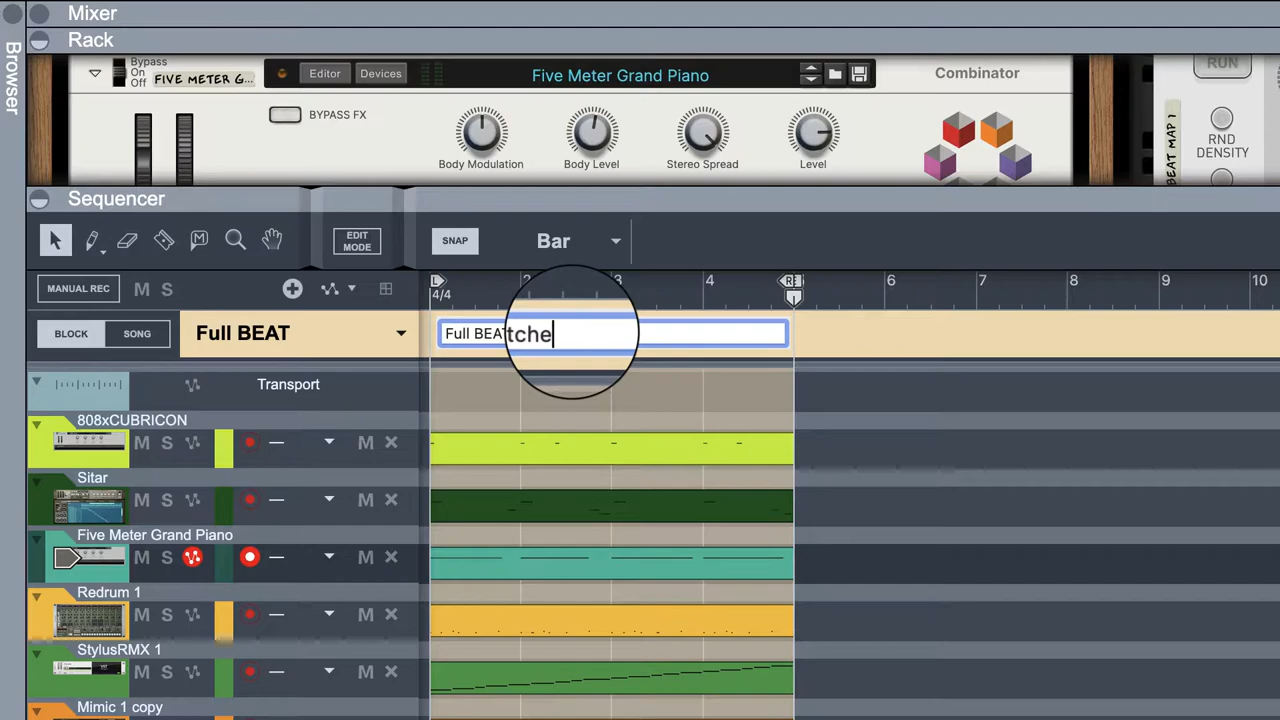 Mixer
Rack
Browser
Bypass
On
Off
FIVE METER G...
Editor
Devices
Five Meter Grand Piano
Combinator
RUN
BYPASS FX
Body Modulation
Body Level
Stereo Spread
Level
BEAT MAP 1
RND
DENSITY
Sequencer
EDIT
MODE
SNAP
Bar
MANUAL REC
M S
L
2
3
4
RE
6
7
8
9
10
4/4
BLOCK
SONG
Full BEAT
Full BEAT
tche
Transport
808xCUBRICON
M S
M
Sitar
M S
M
Five Meter Grand Piano
M S
M
Redrum 1
M S
M
StylusRMX 1
M S
M
Mimic 1 copy